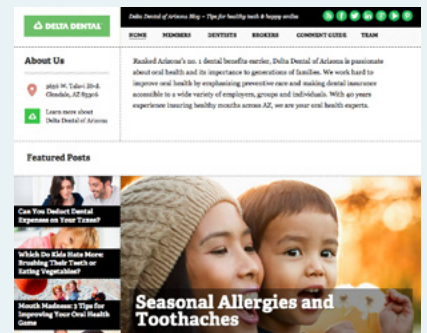 DELTA DENTAL
Delta Dental of Arizona Blog – Tips for healthy teeth & happy smiles
HOME MEMBERS DENTISTS BROKERS COMMENT GUIDE TEAM
About Us
5656 W. Talavi Blvd.
Glendale, AZ 85306
Learn more about
Delta Dental of Arizona
Ranked Arizona's no. 1 dental benefits carrier, Delta Dental of Arizona is passionate
about oral health and its importance to generations of families. We work hard to
improve oral health by emphasizing preventive care and making dental insurance
accessible to a wide variety of employers, groups and individuals. With 40 years
experience insuring healthy mouths across AZ, we are your oral health experts.
Featured Posts
Can You Deduct Dental
Expenses on Your Taxes?
Which Do Kids Hate More:
Brushing Their Teeth or
Eating Vegetables?
Mouth Madness: 3 Tips for
Improving Your Oral Health
Game
Seasonal Allergies and
Toothaches